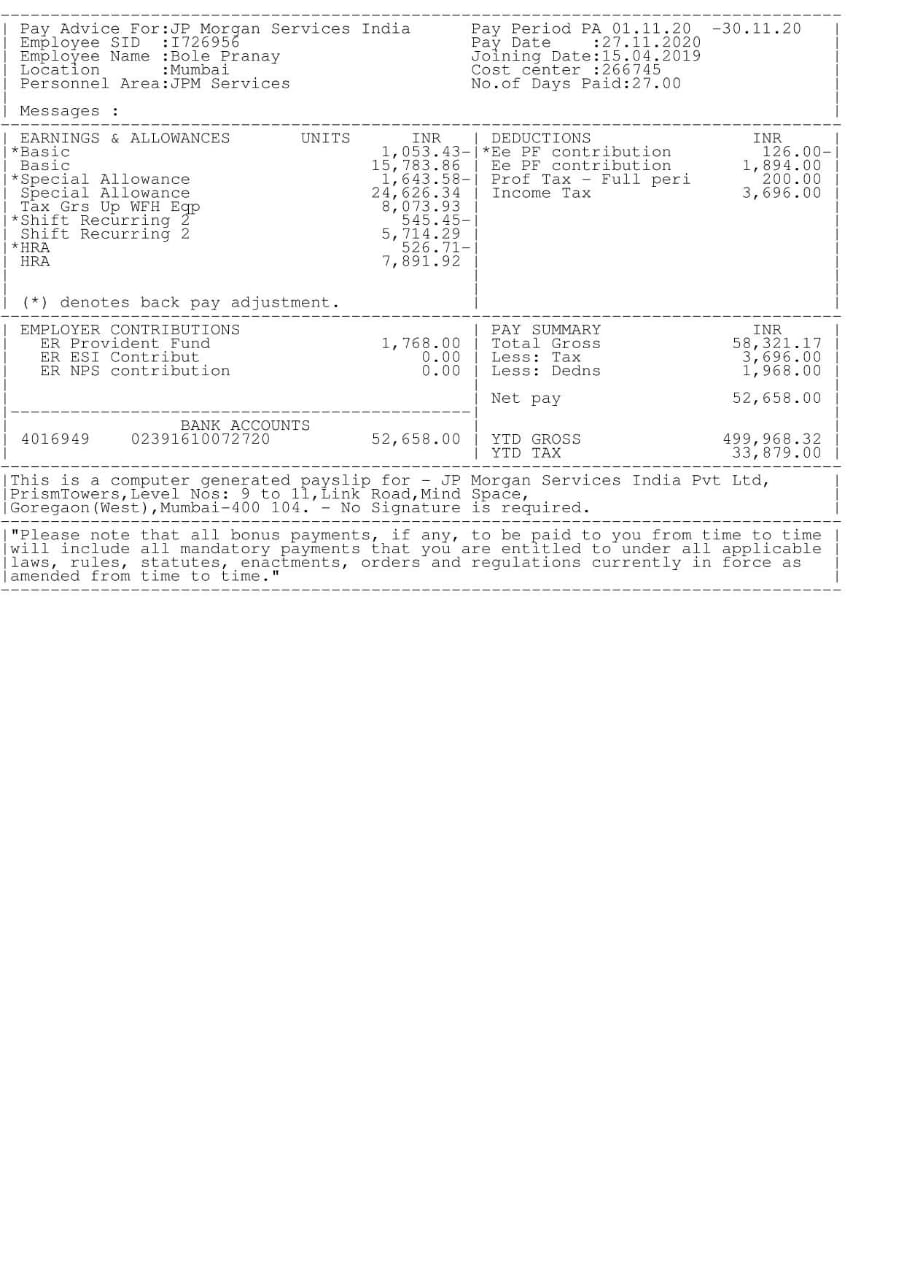 Pay Advice For:JP Morgan Services India Pay Period PA 01.11.20 -30.11.20
Employee SID :I726956 Pay Date :27.11.2020
Employee Name :Bole Pranay Joining Date:15.04.2019
Location :Mumbai Cost center :266745
Personnel Area:JPM Services No.of Days Paid:27.00
Messages :
EARNINGS & ALLOWANCES UNITS INR | DEDUCTIONS INR
*Basic 1,053.43-|*Ee PF contribution 126.00-
Basic 15,783.86 | Ee PF contribution 1,894.00
*Special Allowance 1,643.58-| Prof Tax - Full peri 200.00
Special Allowance 24,626.34 | Income Tax 3,696.00
Tax Grs Up WFH Eqp 8,073.93
*Shift Recurring 2 545.45-
Shift Recurring 2 5,714.29
*HRA 526.71-
HRA 7,891.92
(*) denotes back pay adjustment.
EMPLOYER CONTRIBUTIONS | PAY SUMMARY INR
ER Provident Fund 1,768.00 | Total Gross 58,321.17
ER ESI Contribut 0.00 | Less: Tax 3,696.00
ER NPS contribution 0.00 | Less: Dedns 1,968.00
Net pay 52,658.00
BANK ACCOUNTS
4016949 02391610072720 52,658.00 | YTD GROSS 499,968.32
YTD TAX 33,879.00
This is a computer generated payslip for - JP Morgan Services India Pvt Ltd,
PrismTowers,Level Nos: 9 to 11,Link Road,Mind Space,
Goregaon(West),Mumbai-400 104. - No Signature is required.
"Please note that all bonus payments, if any, to be paid to you from time to time
will include all mandatory payments that you are entitled to under all applicable
laws, rules, statutes, enactments, orders and regulations currently in force as
amended from time to time."